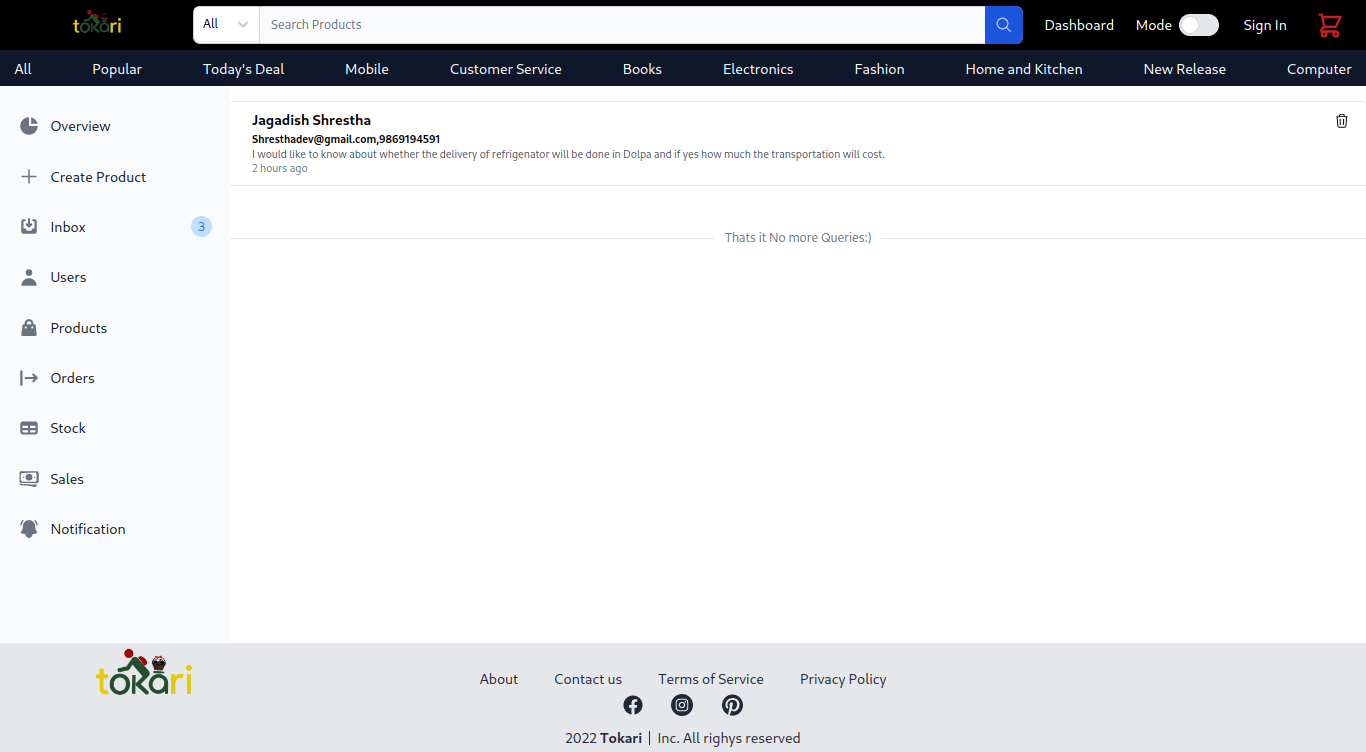 tokari
All
Search Products
Dashboard
Mode
Sign In
All
Popular
Today's Deal
Mobile
Customer Service
Books
Electronics
Fashion
Home and Kitchen
New Release
Computer
Overview
Create Product
Inbox
3
Users
Products
Orders
Stock
Sales
Notification
Jagadish Shrestha
Shresthadev@gmail.com,9869194591
I would like to know about whether the delivery of refrigenator will be done in Dolpa and if yes how much the transportation will cost.
2 hours ago
Thats it No more Queries:)
tokari
About
Contact us
Terms of Service
Privacy Policy
2022 Tokari | Inc. All righys reserved